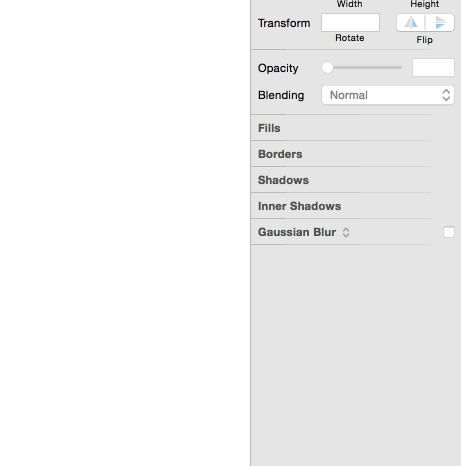 Width Height
Transform
Rotate Flip
Opacity
Blending Normal
Fills
Borders
Shadows
Inner Shadows
Gaussian Blur